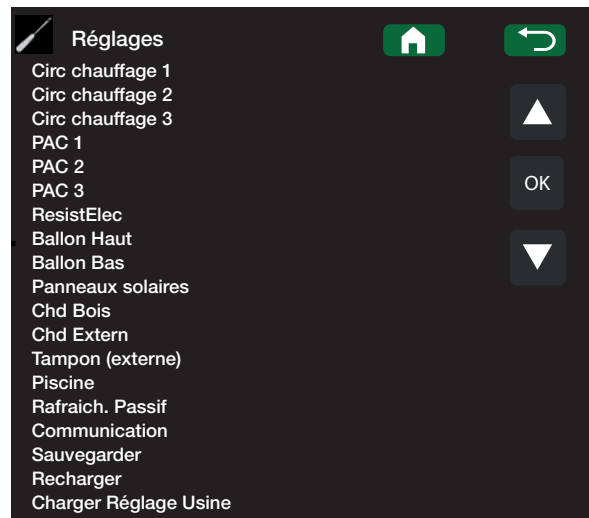 Réglages
Circ chauffage 1
Circ chauffage 2
Circ chauffage 3
PAC 1
PAC 2
PAC 3
OK
ResistElec
Ballon Haut
Ballon Bas
Panneaux solaires
Chd Bois
Chd Extern
Tampon (externe)
Piscine
Rafraich. Passif
Communication
Sauvegarder
Recharger
Charger Réglage Usine